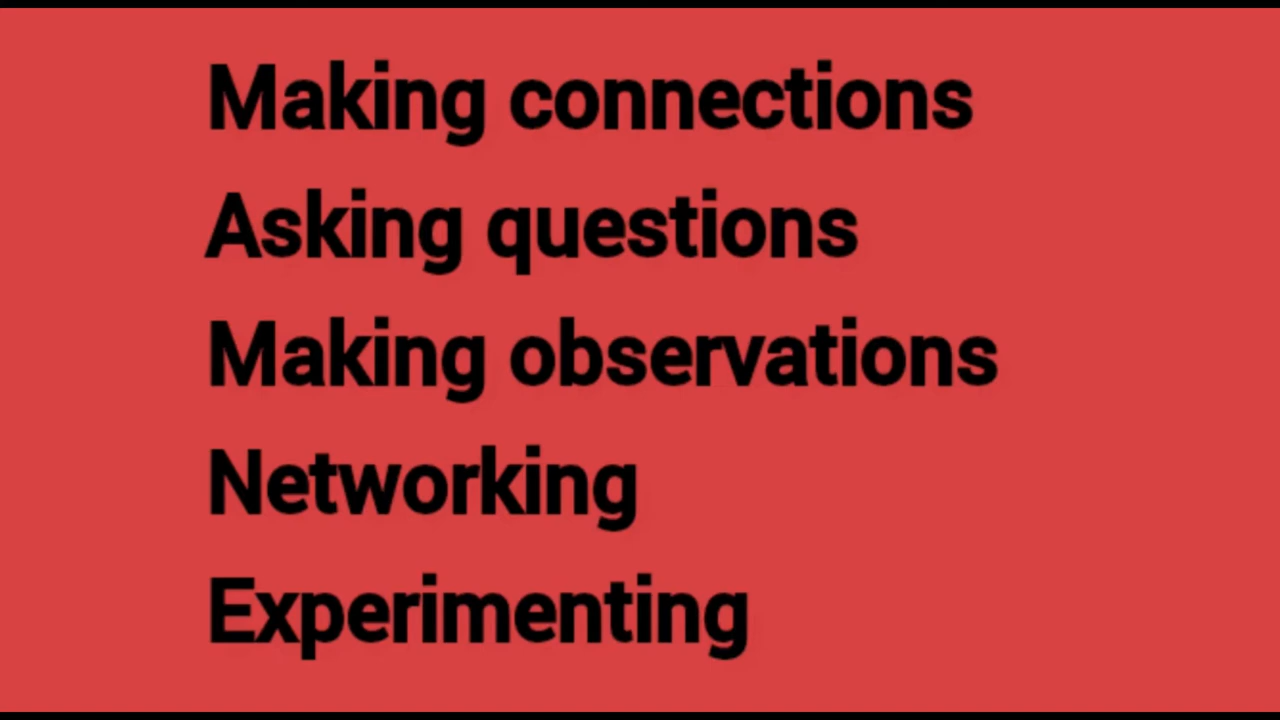 Making connections
Asking questions
Making observations
Networking
Experimenting